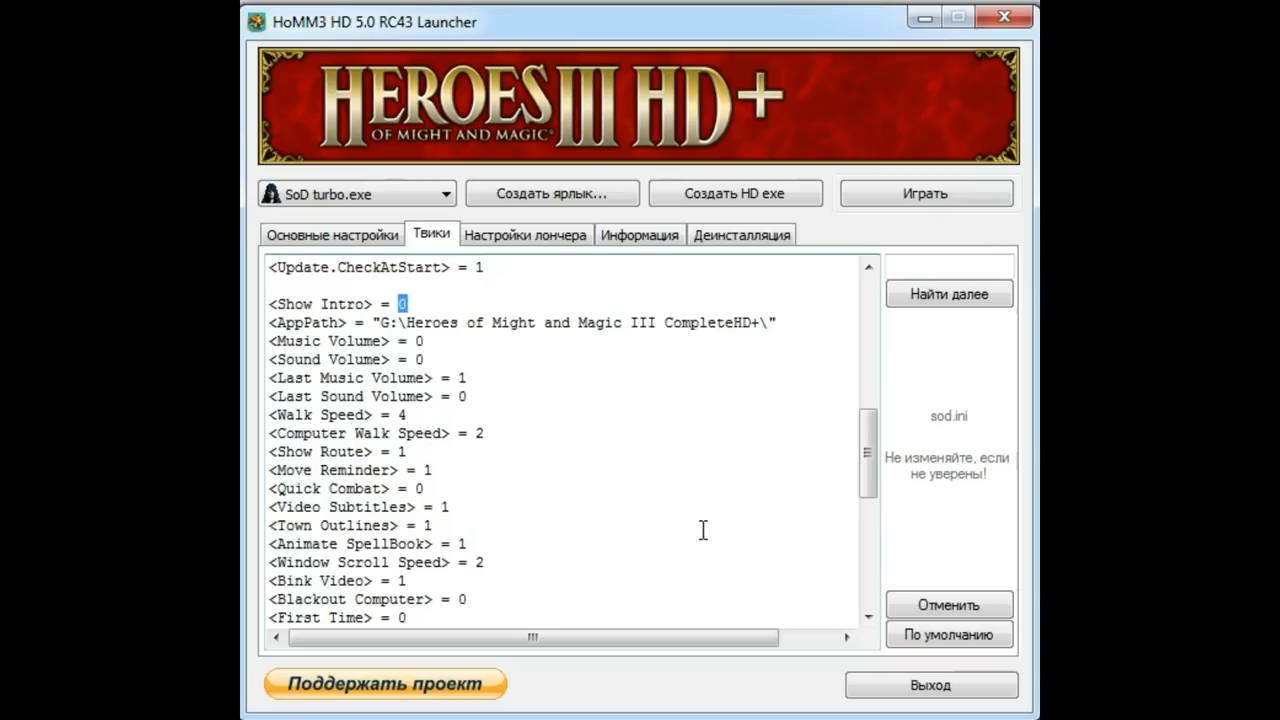 HoMM3 HD 5.0 RC43 Launcher
HEROES III HD+
OF MIGHT AND MAGIC®
SoD turbo.exe
Создать ярлык...
Создать HD exe
Играть
Основные настройки
Твики
Настройки лончера
Информация
Деинсталляция
<Update.CheckAtStart> = 1
<Show Intro> = 0
<AppPath> = "G:\Heroes of Might and Magic III CompleteHD+\"
<Music Volume> = 0
<Sound Volume> = 0
<Last Music Volume> = 1
<Last Sound Volume> = 0
<Walk Speed> = 4
<Computer Walk Speed> = 2
<Show Route> = 1
<Move Reminder> = 1
<Quick Combat> = 0
<Video Subtitles> = 1
<Town Outlines> = 1
<Animate SpellBook> = 1
<Window Scroll Speed> = 2
<Bink Video> = 1
<Blackout Computer> = 0
<First Time> = 0
Найти далее
sod.ini
Не изменяйте, если
не уверены!
Отменить
По умолчанию
Поддержать проект
Выход